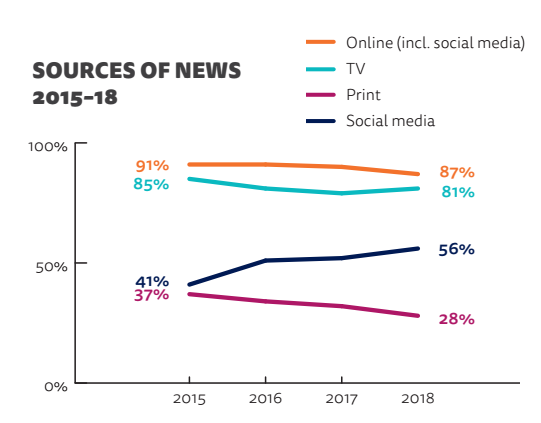 Online (incl. social media)
TV
Print
Social media
SOURCES OF NEWS
2015–18
100%
50%
0%
91%
85%
41%
37%
87%
81%
56%
28%
2015 2016 2017 2018